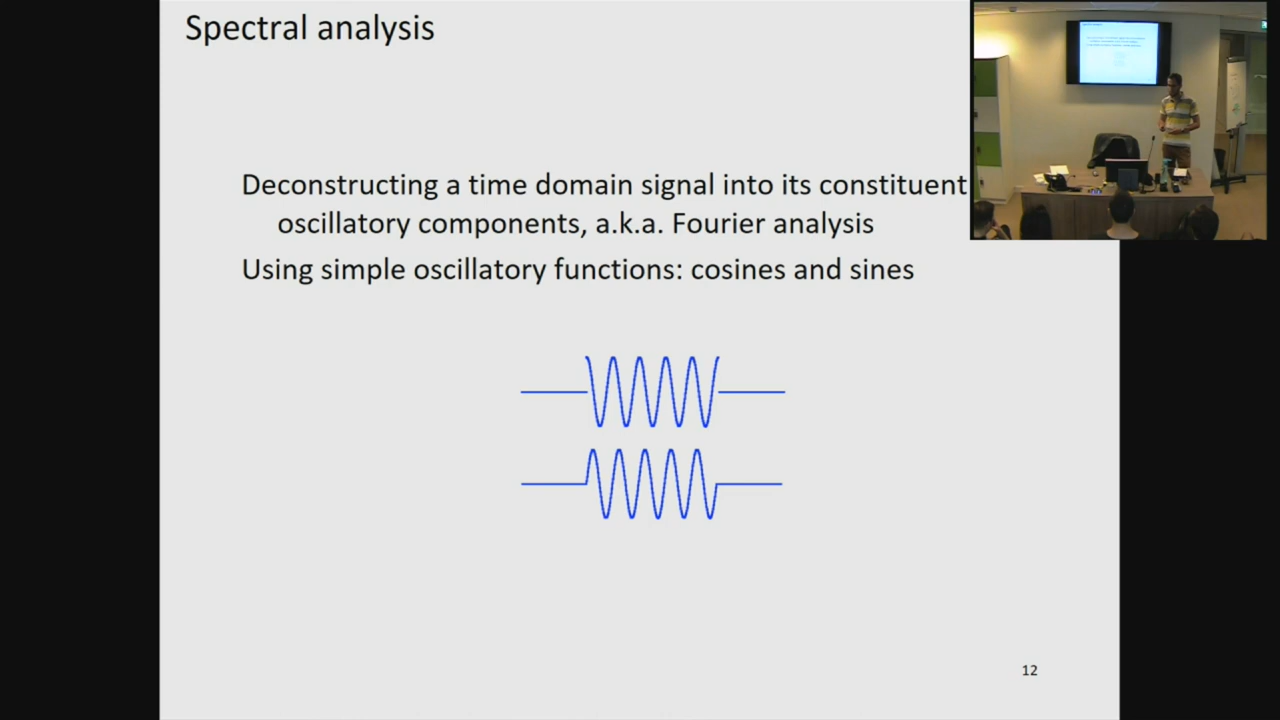 Spectral analysis
Deconstructing a time domain signal into its constituent
oscillatory components, a.k.a. Fourier analysis
Using simple oscillatory functions: cosines and sines
12